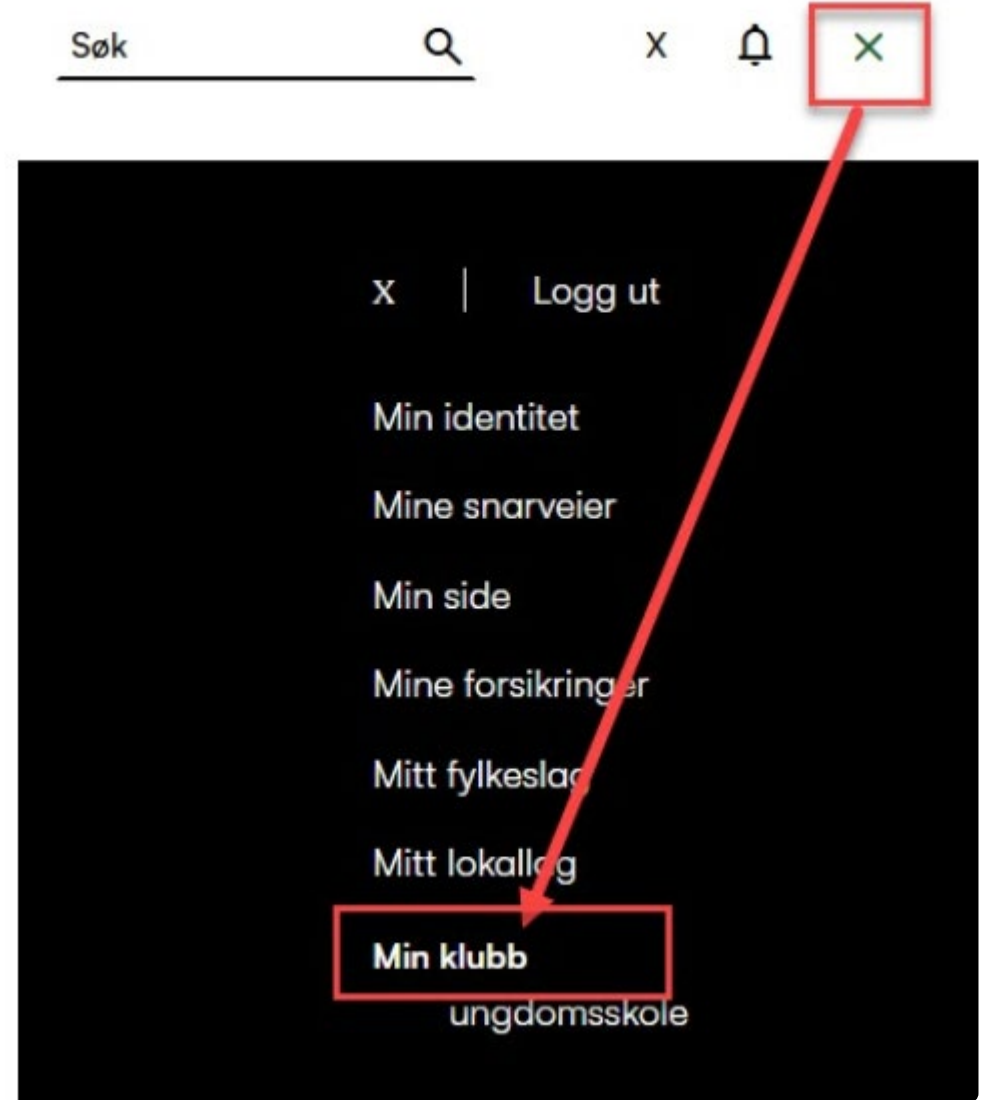 Søk
X
x | Logg ut
Min identitet
Mine snarveier
Min side
Mine forsikringer
Mitt fylkeslag
Mitt lokallag
Min klubb
ungdomsskole